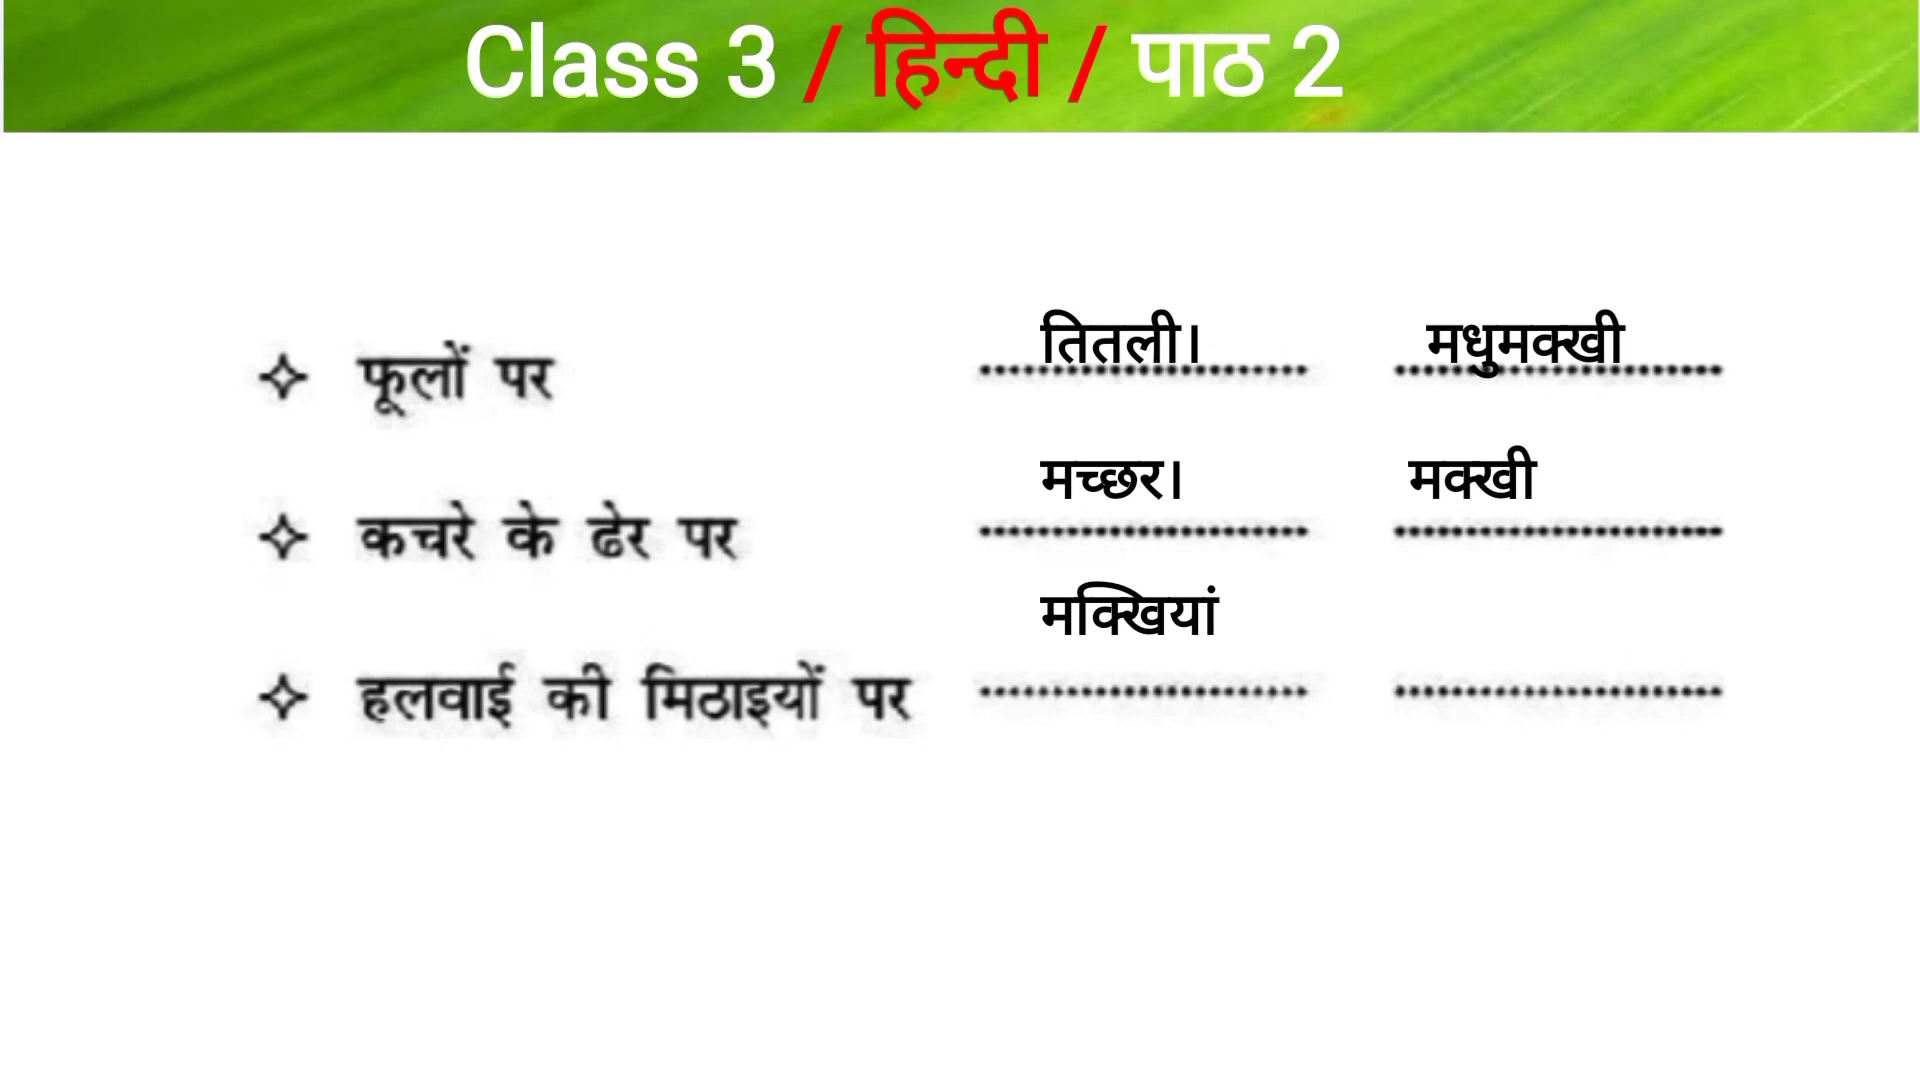 Class 3 / हिन्दी / पाठ 2
✧ फूलों पर तितली। मधुमक्खी
✧ कचरे के ढेर पर मच्छर। मक्खी
✧ हलवाई की मिठाइयों पर मक्खियां